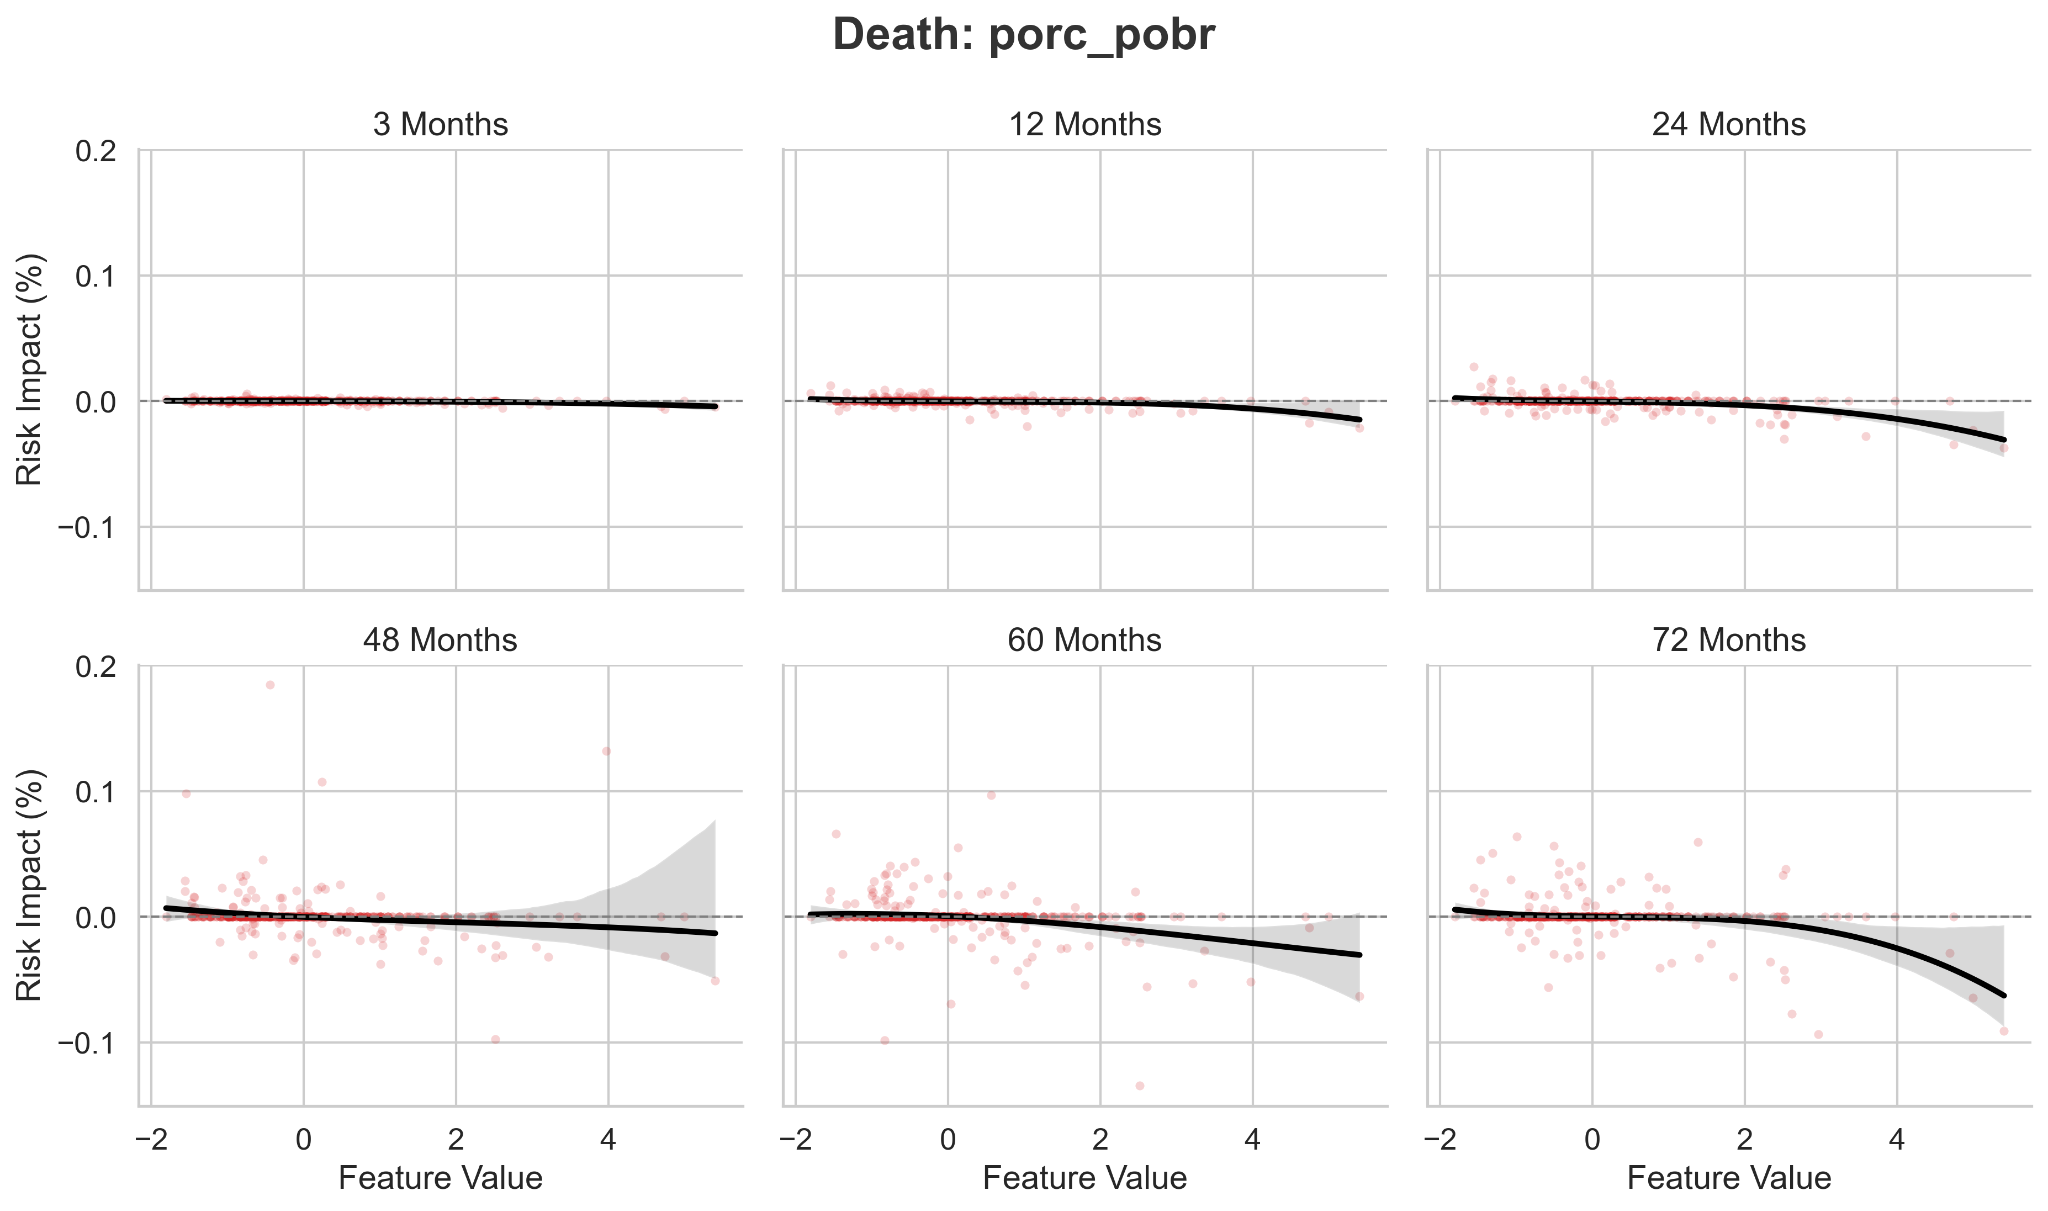 Death: porc_pobr
3 Months
12 Months
24 Months
Risk Impact (%)
0.2
0.1
0.0
−0.1
48 Months
60 Months
72 Months
Risk Impact (%)
0.2
0.1
0.0
−0.1
−2 0 2 4
−2 0 2 4
−2 0 2 4
Feature Value
Feature Value
Feature Value